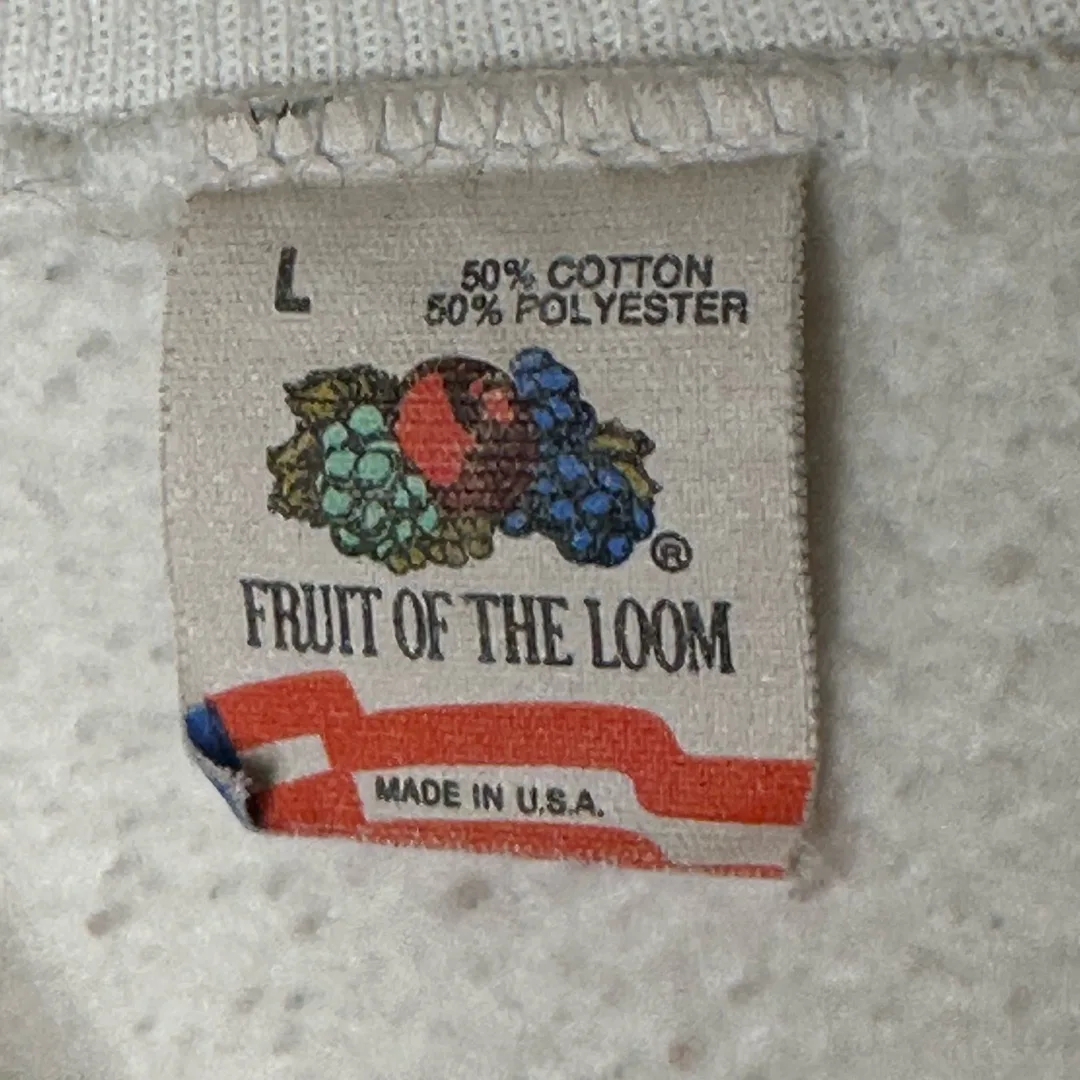 L
50% COTTON
50% POLYESTER
®
FRUIT OF THE LOOM
MADE IN U.S.A.